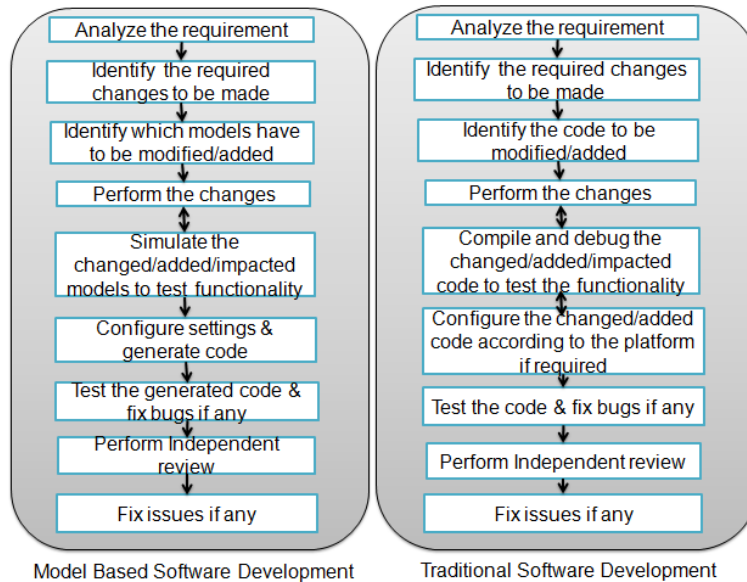 Analyze the requirement
Identify the required
changes to be made
Identify which models have
to be modified/added
Perform the changes
Simulate the
changed/added/impacted
models to test functionality
Configure settings &
generate code
Test the generated code &
fix bugs if any
Perform Independent
review
Fix issues if any
Model Based Software Development
Analyze the requirement
Identify the required changes
to be made
Identify the code to be
modified/added
Perform the changes
Compile and debug the
changed/added/impacted
code to test the functionality
Configure the changed/added
code according to the platform
if required
Test the code & fix bugs if any
Perform Independent review
Fix issues if any
Traditional Software Development